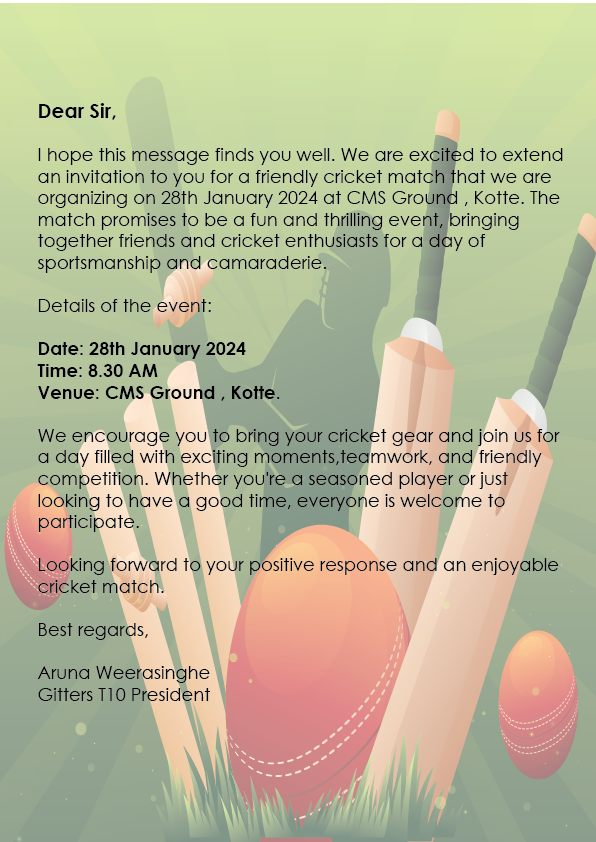 Dear Sir,
I hope this message finds you well. We are excited to extend
an invitation to you for a friendly cricket match that we are
organizing on 28th January 2024 at CMS Ground , Kotte. The
match promises to be a fun and thrilling event, bringing
together friends and cricket enthusiasts for a day of
sportsmanship and camaraderie.
Details of the event:
Date: 28th January 2024
Time: 8.30 AM
Venue: CMS Ground , Kotte.
We encourage you to bring your cricket gear and join us for
a day filled with exciting moments,teamwork, and friendly
competition. Whether you're a seasoned player or just
looking to have a good time, everyone is welcome to
participate.
Looking forward to your positive response and an enjoyable
cricket match.
Best regards,
Aruna Weerasinghe
Gitters T10 President